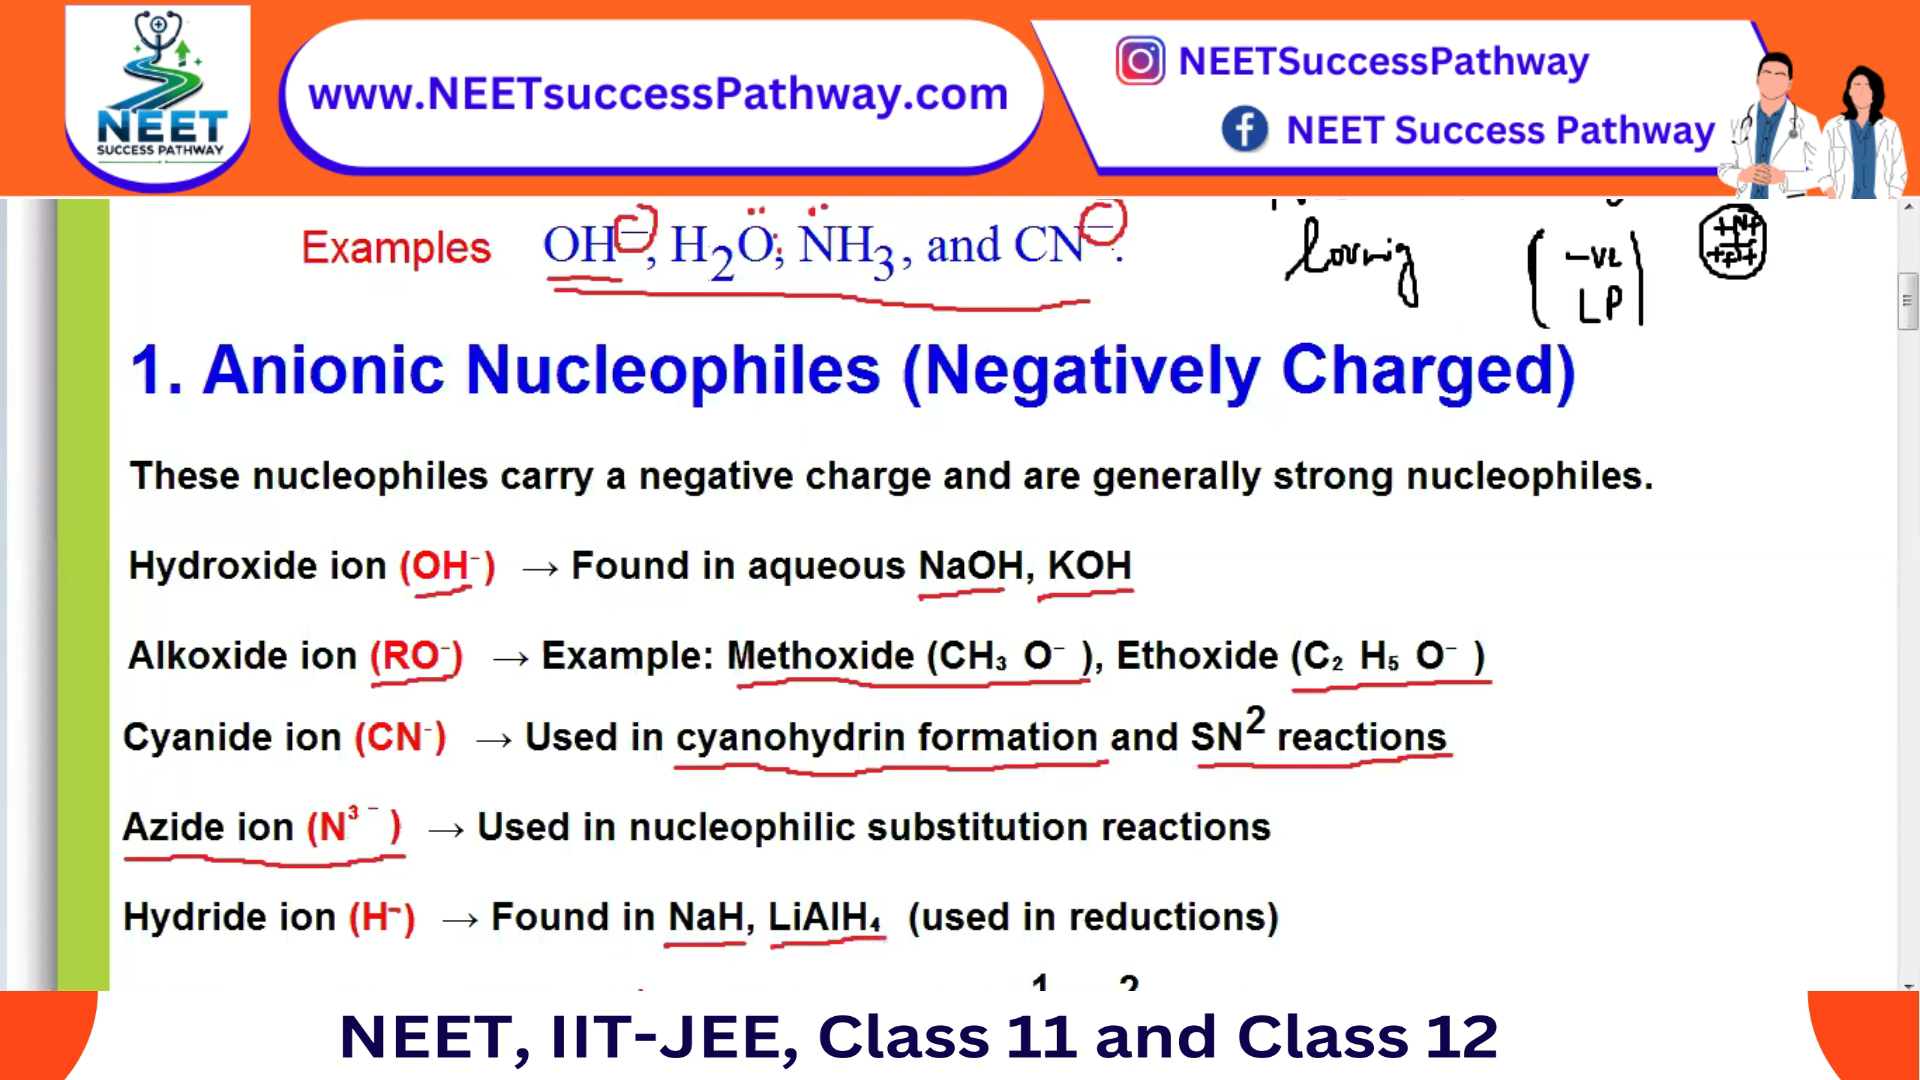 NEET
SUCCESS PATHWAY
www.NEETsuccessPathway.com
NEETSuccessPathway
NEET Success Pathway
Examples OH⁻, H₂O, NH₃, and CN⁻.
loving
(-ve
LP)
1. Anionic Nucleophiles (Negatively Charged)
These nucleophiles carry a negative charge and are generally strong nucleophiles.
Hydroxide ion (OH⁻) → Found in aqueous NaOH, KOH
Alkoxide ion (RO⁻) → Example: Methoxide (CH₃ O⁻ ), Ethoxide (C₂ H₅ O⁻ )
Cyanide ion (CN⁻) → Used in cyanohydrin formation and SN² reactions
Azide ion (N³ ⁻ ) → Used in nucleophilic substitution reactions
Hydride ion (H⁻) → Found in NaH, LiAlH₄ (used in reductions)
1 2
NEET, IIT-JEE, Class 11 and Class 12